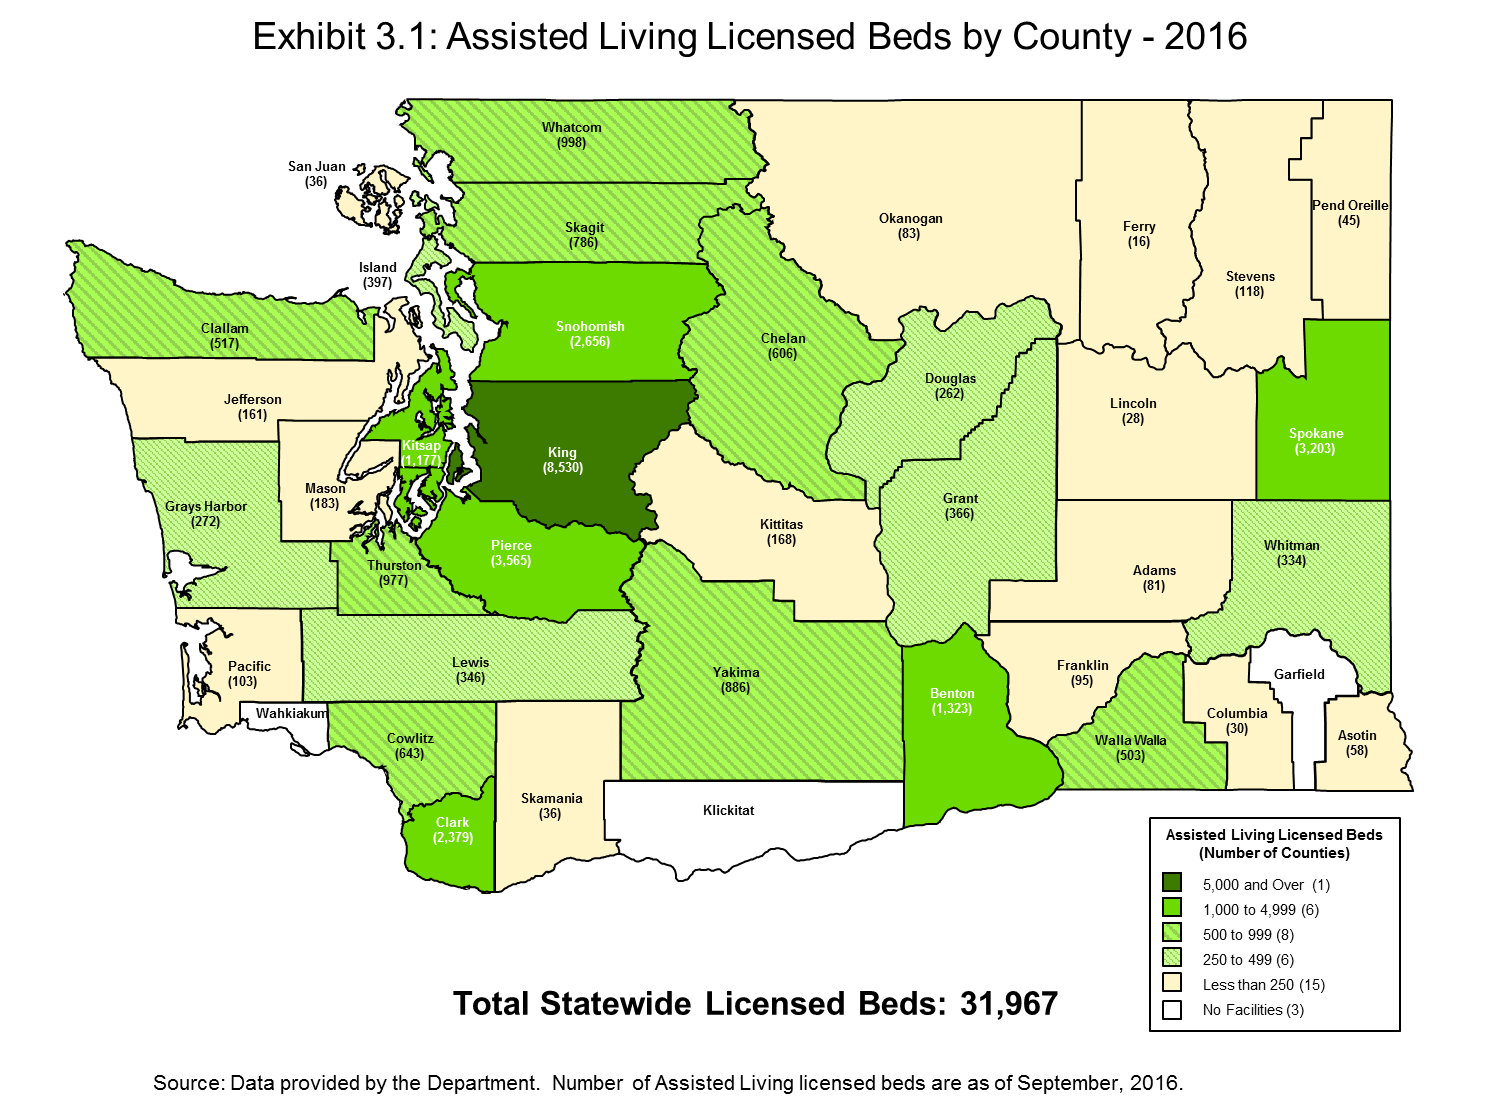 Exhibit 3.1: Assisted Living Licensed Beds by County - 2016
Whatcom
(998)
San Juan
(36)
Skagit
(786)
Okanogan
(83)
Ferry
(16)
Pend Oreille
(45)
Stevens
(118)
Island
(397)
Clallam
(517)
Snohomish
(2,656)
Chelan
(606)
Douglas
(262)
Jefferson
(161)
Lincoln
(28)
Spokane
(3,203)
Kitsap
(1,177)
King
(8,530)
Mason
(183)
Grays Harbor
(272)
Grant
(366)
Kittitas
(168)
Pierce
(3,565)
Thurston
(977)
Whitman
(334)
Adams
(81)
Pacific
(103)
Lewis
(346)
Yakima
(886)
Franklin
(95)
Garfield
Benton
(1,323)
Wahkiakum
Columbia
(30)
Cowlitz
(643)
Walla Walla
(503)
Asotin
(58)
Skamania
(36)
Klickitat
Clark
(2,379)
Assisted Living Licensed Beds
(Number of Counties)
5,000 and Over (1)
1,000 to 4,999 (6)
500 to 999 (8)
250 to 499 (6)
Less than 250 (15)
No Facilities (3)
Total Statewide Licensed Beds: 31,967
Source: Data provided by the Department. Number of Assisted Living licensed beds are as of September, 2016.